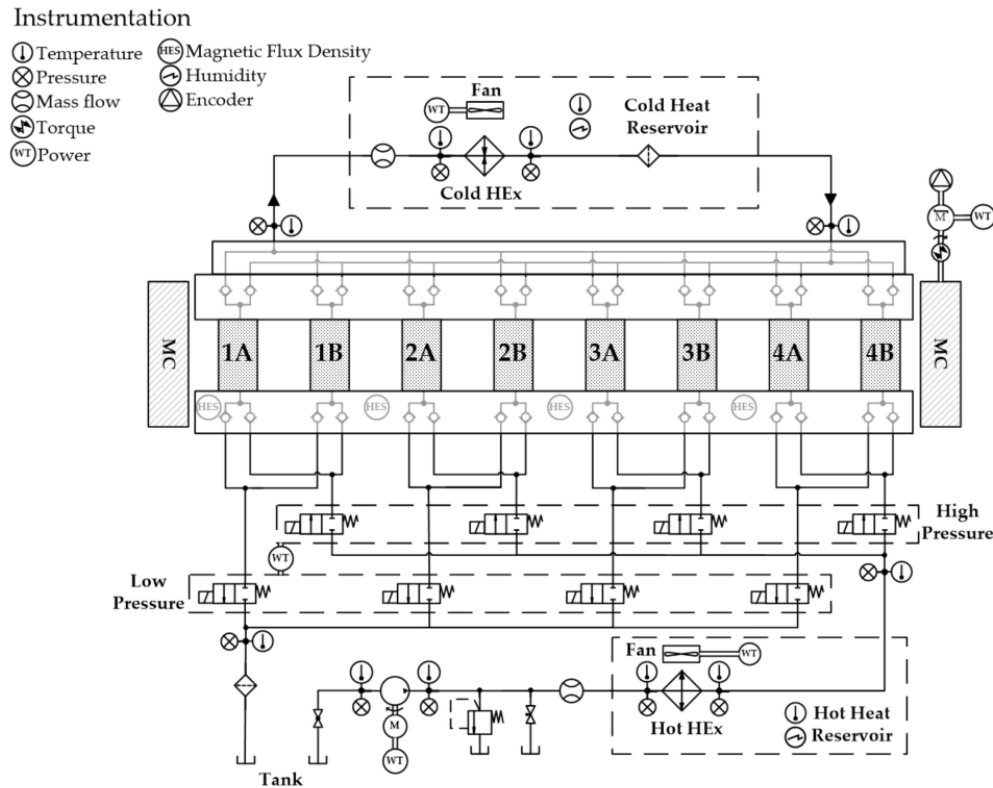 Instrumentation
Temperature
Pressure
Mass flow
Torque
WT Power
HES Magnetic Flux Density
Humidity
Encoder
Fan
WT
Cold Heat
Reservoir
Cold HEx
M
WT
MC
1A
1B
2A
2B
3A
3B
4A
4B
MC
HES
HES
HES
HES
High
Pressure
WT
Low
Pressure
Fan
WT
Hot HEx
Hot Heat
Reservoir
M
WT
Tank